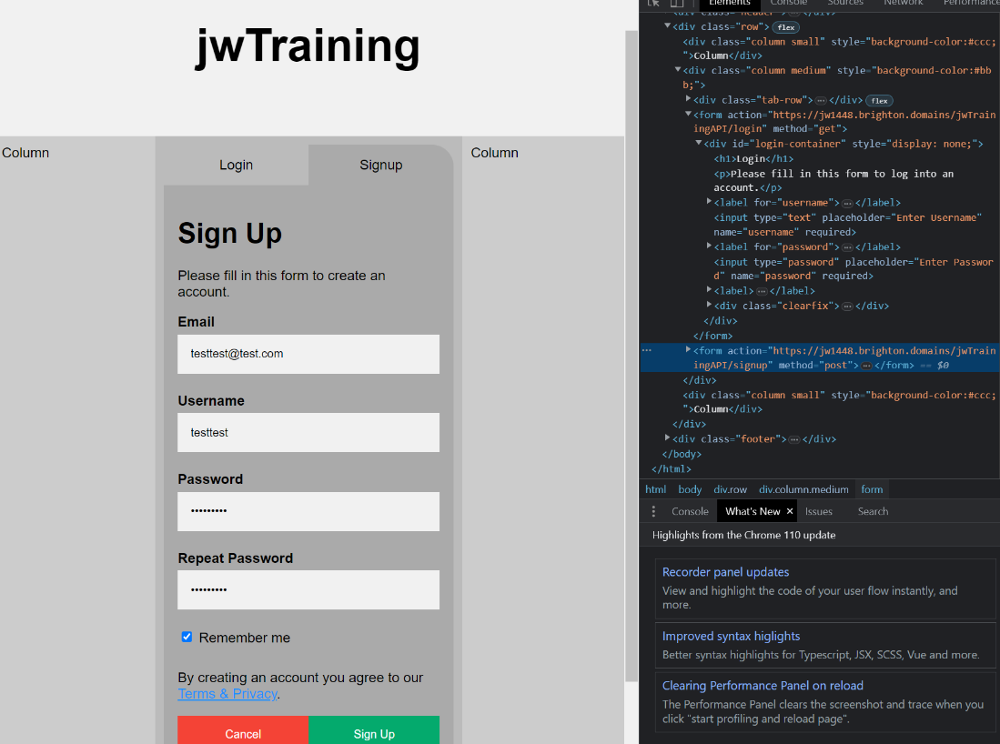 jwTraining
Column
Login
Signup
Column
Sign Up
Please fill in this form to create an
account.
Email
testtest@test.com
Username
testtest
Password
•••••••••
Repeat Password
•••••••••
Remember me
By creating an account you agree to our
Terms & Privacy.
Cancel
Sign Up
Elements Console Sources Network Performance
<div class="header">⋯</div>
<div class="row"> flex
<div class="column small" style="background-color:#ccc;
">Column</div>
<div class="column medium" style="background-color:#bb
b;">
<div class="tab-row">⋯</div> flex
<form action="https://jw1448.brighton.domains/jwTrai
ningAPI/login" method="get">
<div id="login-container" style="display: none;">
<h1>Login</h1>
<p>Please fill in this form to log into an
account.</p>
<label for="username">⋯</label>
<input type="text" placeholder="Enter Username"
name="username" required>
<label for="password">⋯</label>
<input type="password" placeholder="Enter Passwor
d" name="password" required>
<label>⋯</label>
<div class="clearfix">⋯</div>
</div>
</form>
⋯ <form action="https://jw1448.brighton.domains/jwTrai
ningAPI/signup" method="post">⋯</form> == $0
</div>
<div class="column small" style="background-color:#ccc;
">Column</div>
</div>
<div class="footer">⋯</div>
</body>
</html>
html body div.row div.column.medium form
Console What's New × Issues Search
Highlights from the Chrome 110 update
Recorder panel updates
View and highlight the code of your user flow instantly, and
more.
Improved syntax higlights
Better syntax highlights for Typescript, JSX, SCSS, Vue and more.
Clearing Performance Panel on reload
The Performance Panel clears the screenshot and trace when you
click "start profiling and reload page".